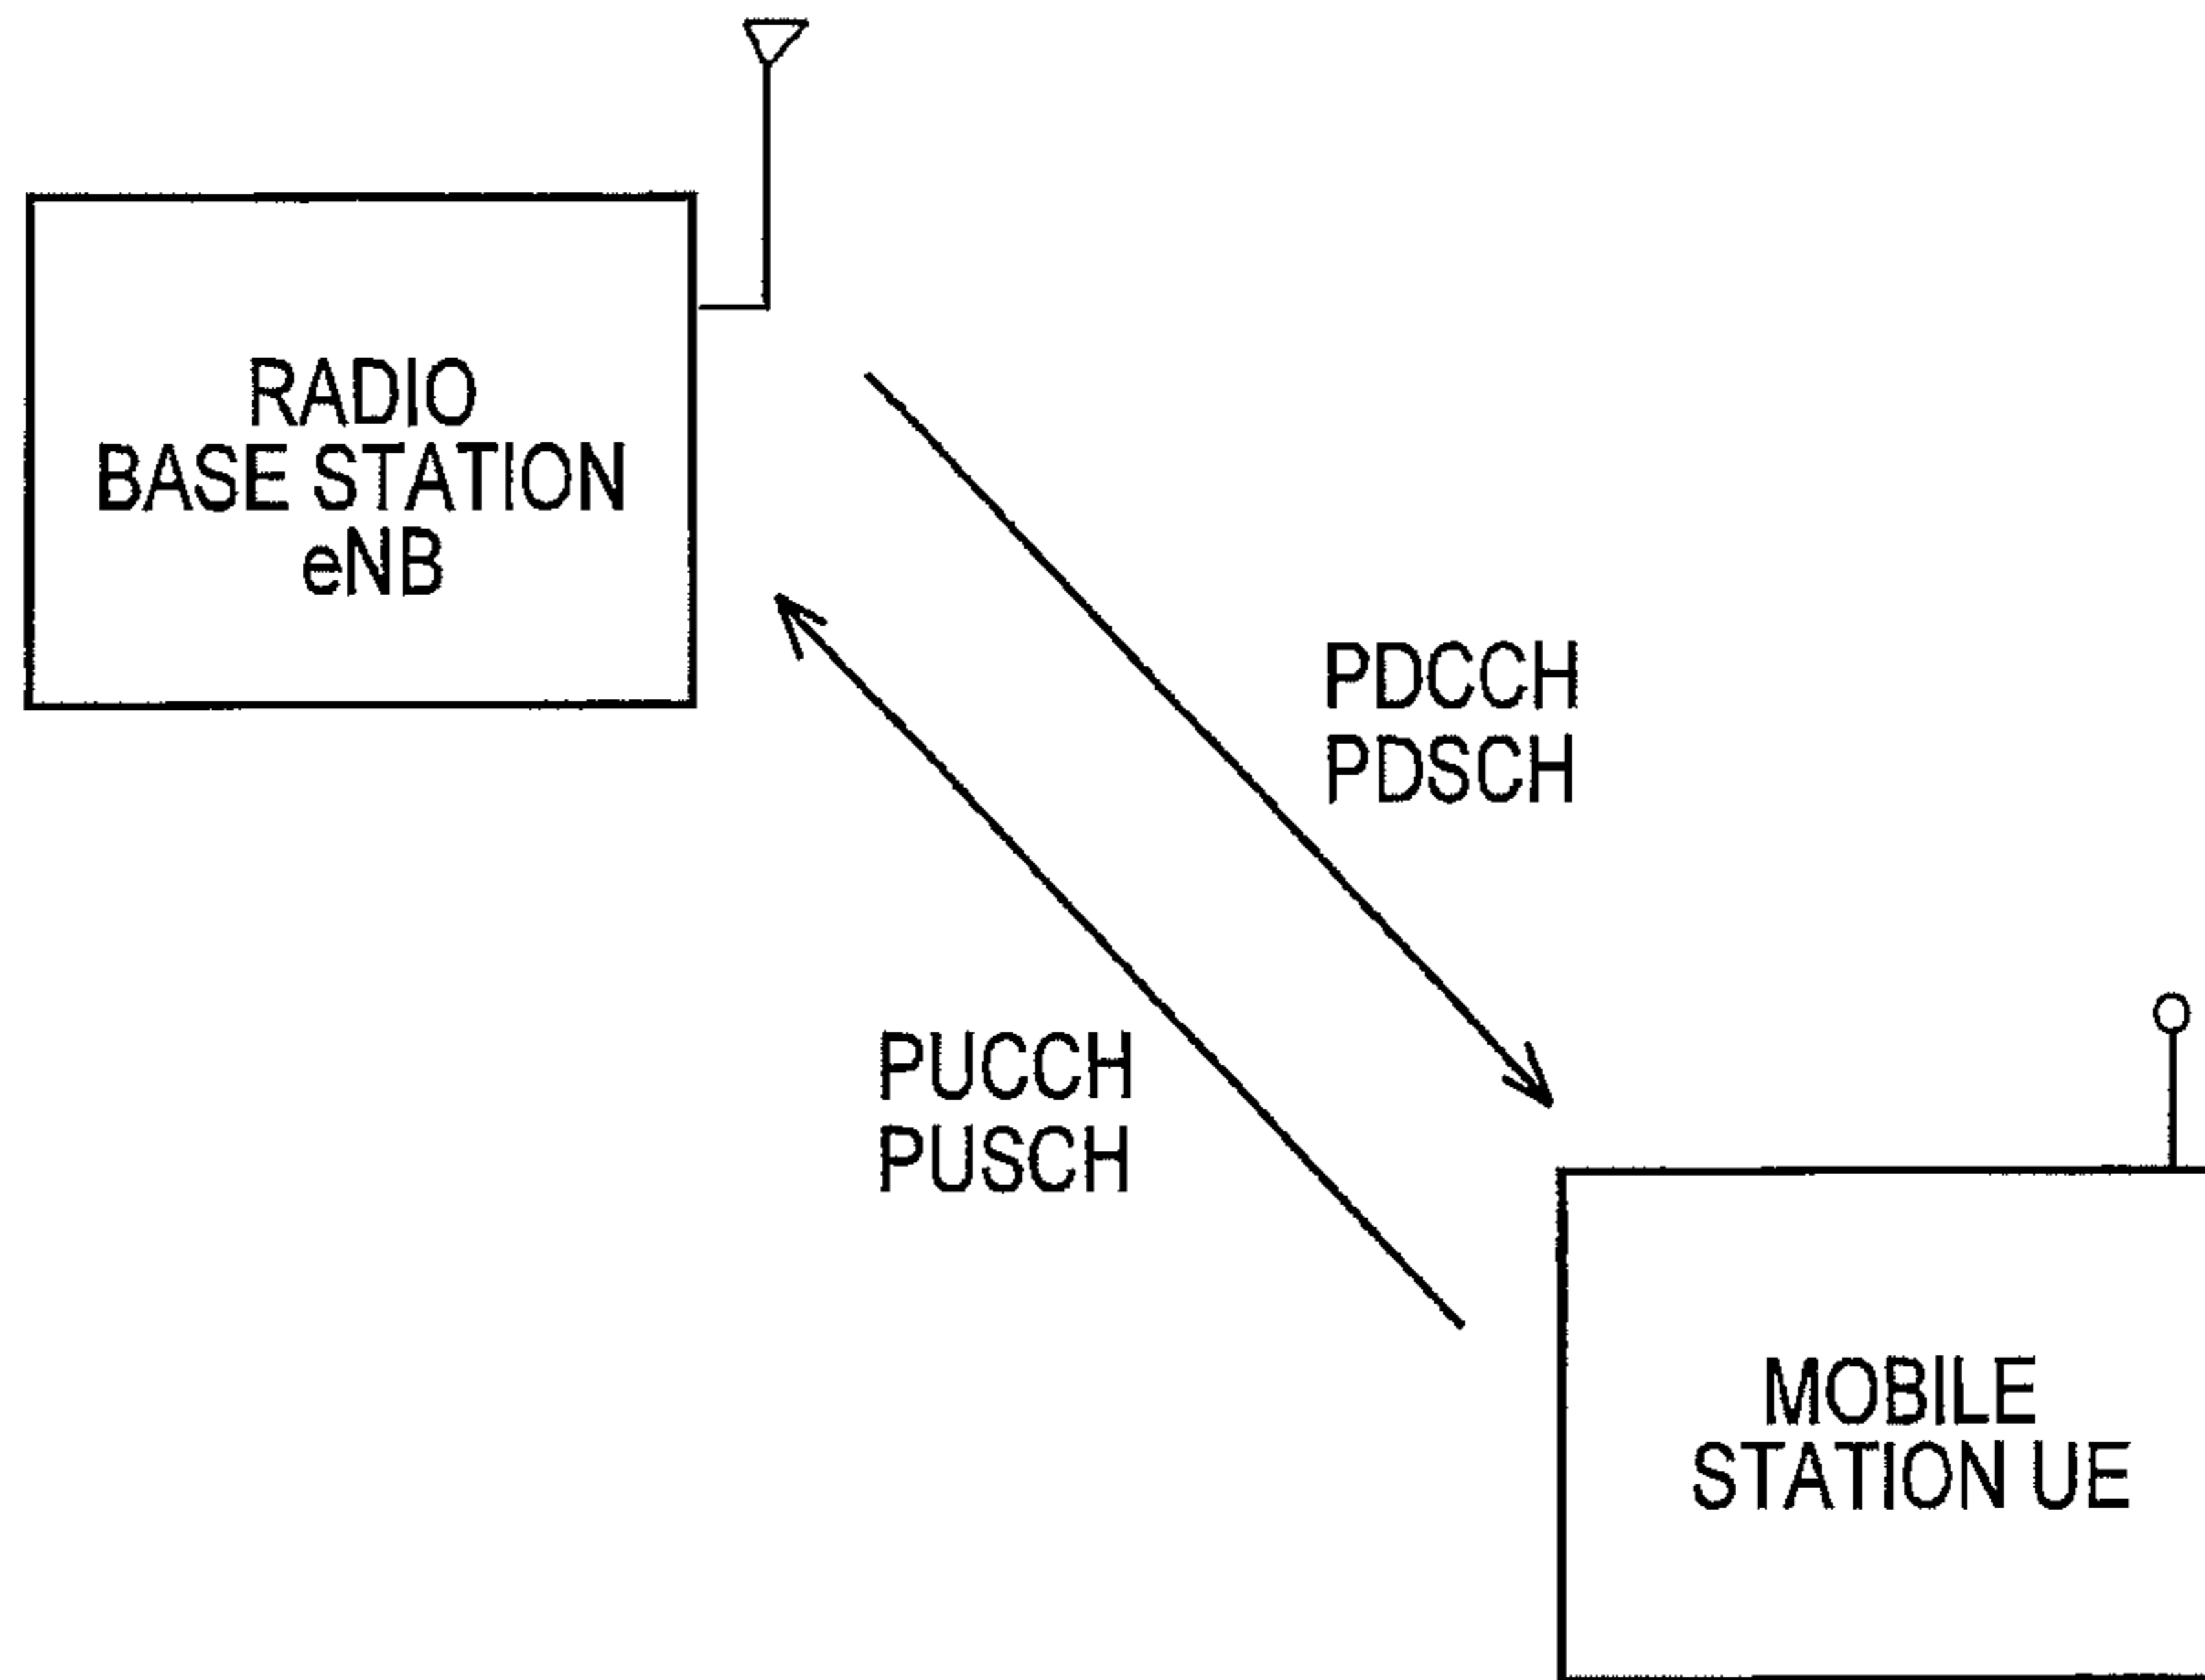 RADIO
BASE STATION
eNB
PDCCH
PDSCH
PUCCH
PUSCH
MOBILE
STATION UE